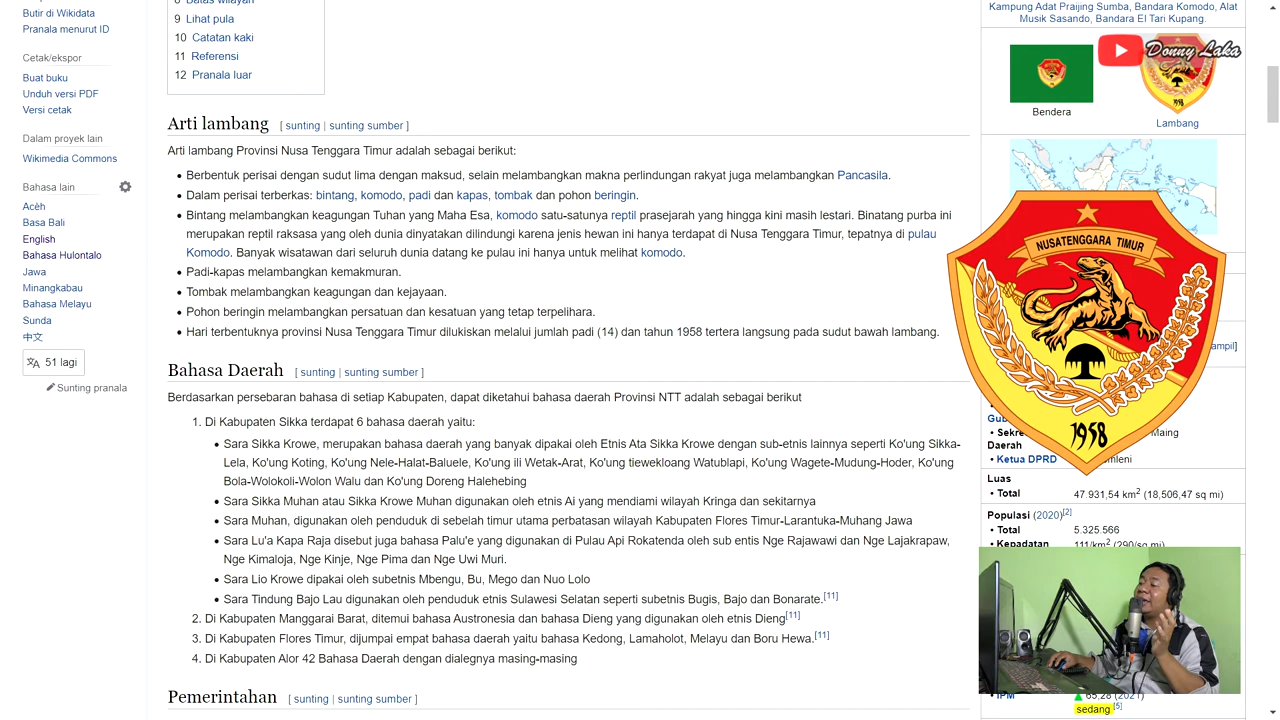 Butir di Wikidata
Pranala menurut ID
Cetak/ekspor
Buat buku
Unduh versi PDF
Versi cetak
Dalam proyek lain
Wikimedia Commons
Bahasa lain
Acèh
Basa Bali
English
Bahasa Hulontalo
Jawa
Minangkabau
Bahasa Melayu
Sunda
中文
51 lagi
Sunting pranala
8 Batas wilayah
9 Lihat pula
10 Catatan kaki
11 Referensi
12 Pranala luar
Arti lambang [ sunting | sunting sumber ]
Arti lambang Provinsi Nusa Tenggara Timur adalah sebagai berikut:
Berbentuk perisai dengan sudut lima dengan maksud, selain melambangkan makna perlindungan rakyat juga melambangkan Pancasila.
Dalam perisai terberkas: bintang, komodo, padi dan kapas, tombak dan pohon beringin.
Bintang melambangkan keagungan Tuhan yang Maha Esa, komodo satu-satunya reptil prasejarah yang hingga kini masih lestari. Binatang purba ini
merupakan reptil raksasa yang oleh dunia dinyatakan dilindungi karena jenis hewan ini hanya terdapat di Nusa Tenggara Timur, tepatnya di pulau
Komodo. Banyak wisatawan dari seluruh dunia datang ke pulau ini hanya untuk melihat komodo.
Padi-kapas melambangkan kemakmuran.
Tombak melambangkan keagungan dan kejayaan.
Pohon beringin melambangkan persatuan dan kesatuan yang tetap terpelihara.
Hari terbentuknya provinsi Nusa Tenggara Timur dilukiskan melalui jumlah padi (14) dan tahun 1958 tertera langsung pada sudut bawah lambang.
Bahasa Daerah [ sunting | sunting sumber ]
Berdasarkan persebaran bahasa di setiap Kabupaten, dapat diketahui bahasa daerah Provinsi NTT adalah sebagai berikut
1. Di Kabupaten Sikka terdapat 6 bahasa daerah yaitu:
Sara Sikka Krowe, merupakan bahasa daerah yang banyak dipakai oleh Etnis Ata Sikka Krowe dengan sub-etnis lainnya seperti Ko'ung Sikka-
Lela, Ko'ung Koting, Ko'ung Nele-Halat-Baluele, Ko'ung ili Wetak-Arat, Ko'ung tiewekloang Watublapi, Ko'ung Wagete-Mudung-Hoder, Ko'ung
Bola-Wolokoli-Wolon Walu dan Ko'ung Doreng Halehebing
Sara Sikka Muhan atau Sikka Krowe Muhan digunakan oleh etnis Ai yang mendiami wilayah Kringa dan sekitarnya
Sara Muhan, digunakan oleh penduduk di sebelah timur utama perbatasan wilayah Kabupaten Flores Timur-Larantuka-Muhang Jawa
Sara Lu'a Kapa Raja disebut juga bahasa Palu'e yang digunakan di Pulau Api Rokatenda oleh sub entis Nge Rajawawi dan Nge Lajakrapaw,
Nge Kimaloja, Nge Kinje, Nge Pima dan Nge Uwi Muri.
Sara Lio Krowe dipakai oleh subetnis Mbengu, Bu, Mego dan Nuo Lolo
Sara Tindung Bajo Lau digunakan oleh penduduk etnis Sulawesi Selatan seperti subetnis Bugis, Bajo dan Bonarate.[11]
2. Di Kabupaten Manggarai Barat, ditemui bahasa Austronesia dan bahasa Dieng yang digunakan oleh etnis Dieng[11]
3. Di Kabupaten Flores Timur, dijumpai empat bahasa daerah yaitu bahasa Kedong, Lamaholot, Melayu dan Boru Hewa.[11]
4. Di Kabupaten Alor 42 Bahasa Daerah dengan dialegnya masing-masing
Pemerintahan [ sunting | sunting sumber ]
Kampung Adat Praijing Sumba, Bandara Komodo, Alat
Musik Sasando, Bandara El Tari Kupang.
Donny Laka
1958
Bendera
Lambang
NUSATENGGARA TIMUR
1958
Daerah
Maing
• Ketua DPRD
Luas
• Total 47.931,54 km2 (18,506,47 sq mi)
Populasi (2020)[2]
• Total 5.325.566
• Kepadatan 111/km2 (290/sq mi)
• IPM 65,28 (2021)
sedang [5]